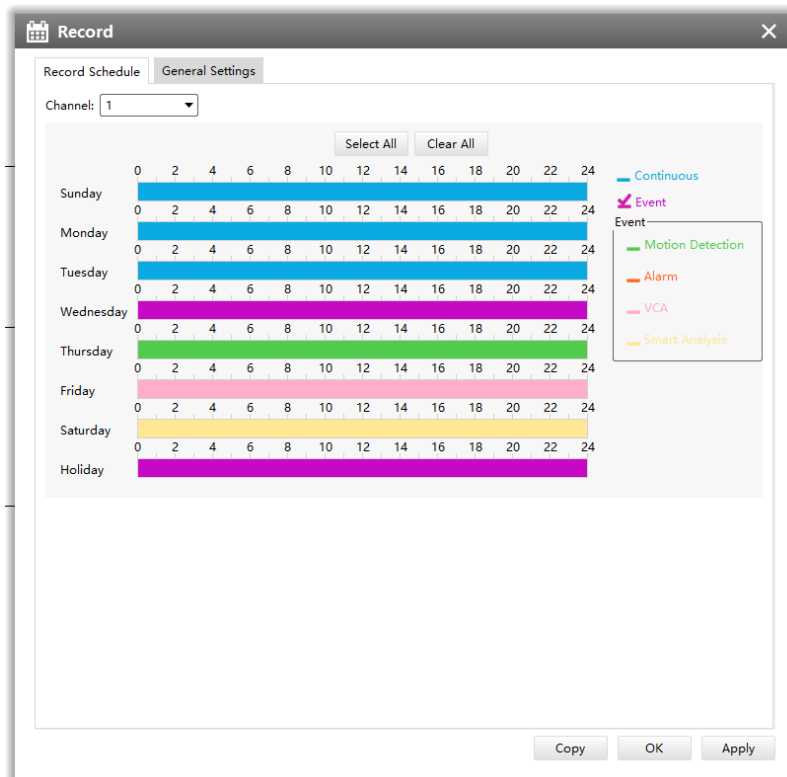 Record
Record Schedule General Settings
Channel: 1
Select All Clear All
0 2 4 6 8 10 12 14 16 18 20 22 24
Sunday
0 2 4 6 8 10 12 14 16 18 20 22 24
Monday
0 2 4 6 8 10 12 14 16 18 20 22 24
Tuesday
0 2 4 6 8 10 12 14 16 18 20 22 24
Wednesday
0 2 4 6 8 10 12 14 16 18 20 22 24
Thursday
0 2 4 6 8 10 12 14 16 18 20 22 24
Friday
0 2 4 6 8 10 12 14 16 18 20 22 24
Saturday
0 2 4 6 8 10 12 14 16 18 20 22 24
Holiday
Continuous
Event
Event
Motion Detection
Alarm
VCA
Smart Analysis
Copy OK Apply